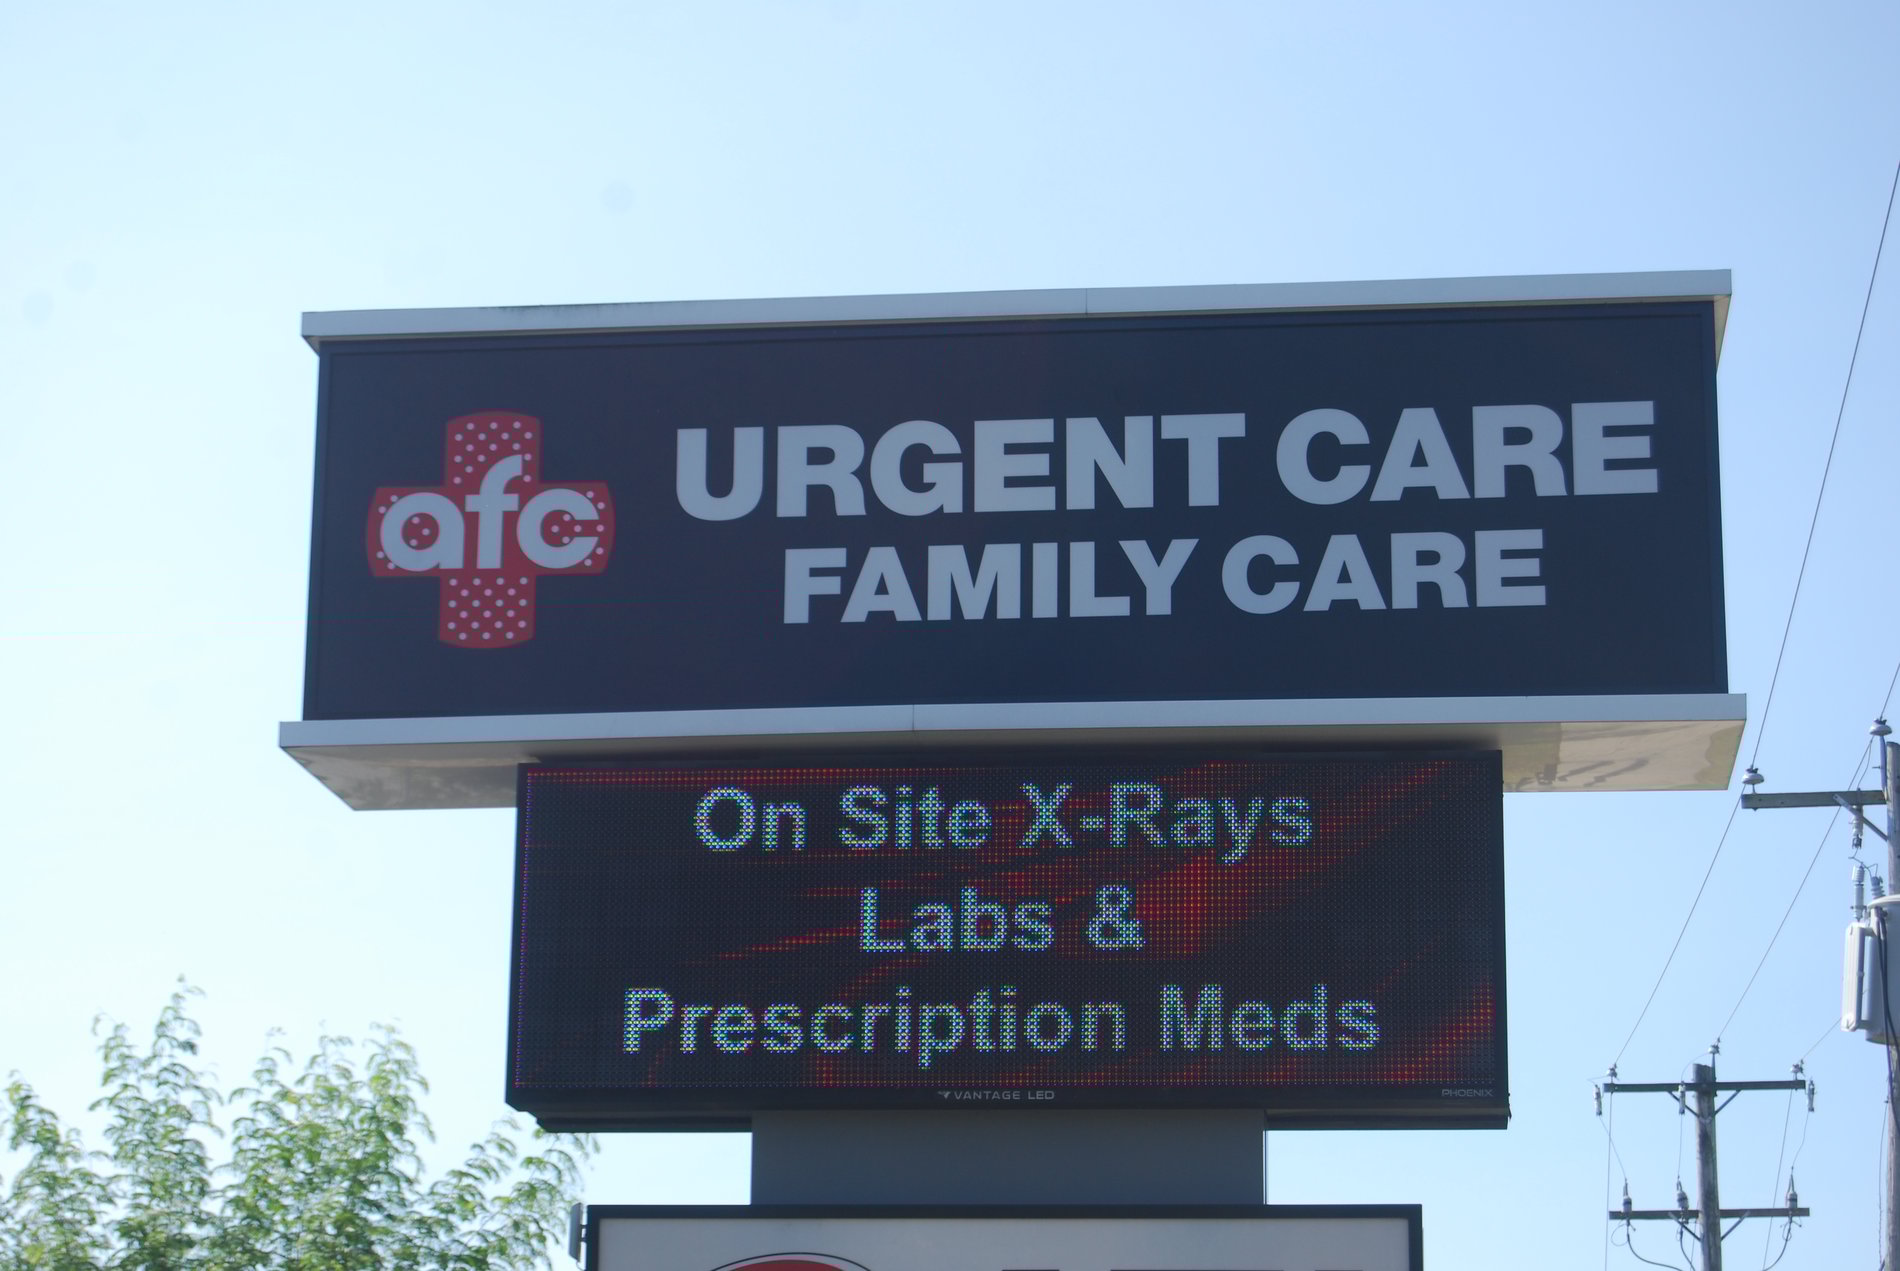 afc
URGENT CARE
FAMILY CARE
On Site X-Rays
Labs &
Prescription Meds
VANTAGE LED
PHOENIX